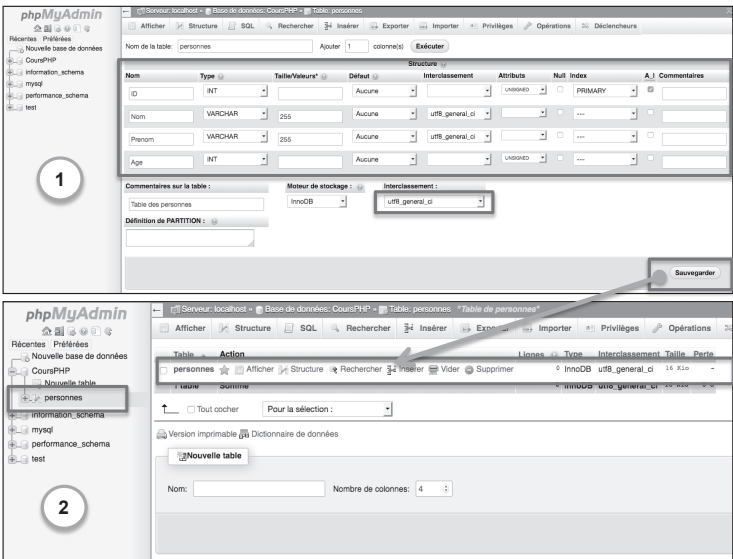 phpMyAdmin
Récentes Préférées
Nouvelle base de données
CoursPHP
information_schema
mysql
performance_schema
test
1
Serveur: localhost » Base de données: CoursPHP » Table: personnes
Afficher Structure SQL Rechercher Insérer Exporter Importer Privilèges Opérations Déclencheurs
Nom de la table: personnes Ajouter 1 colonne(s) Exécuter
Structure
Nom Type Taille/Valeurs* Défaut Interclassement Attributs Null Index A_I Commentaires
ID INT Aucune UNSIGNED PRIMARY
Nom VARCHAR 255 Aucune utf8_general_ci ---
Prenom VARCHAR 255 Aucune utf8_general_ci ---
Age INT Aucune UNSIGNED ---
Commentaires sur la table : Moteur de stockage : Interclassement :
Table des personnes InnoDB utf8_general_ci
Définition de PARTITION :
Sauvegarder
phpMyAdmin
Récentes Préférées
Nouvelle base de données
CoursPHP
Nouvelle table
personnes
information_schema
mysql
performance_schema
test
2
Serveur: localhost » Base de données: CoursPHP » Table: personnes "Table de personnes"
Afficher Structure SQL Rechercher Insérer Exporter Importer Privilèges Opérations
Table Action Lignes Type Interclassement Taille Perte
personnes Afficher Structure Rechercher Insérer Vider Supprimer 0 InnoDB utf8_general_ci 16 Kio -
1 table Somme InnoDB utf8_general_ci
Tout cocher Pour la sélection :
Version imprimable Dictionnaire de données
Nouvelle table
Nom: Nombre de colonnes: 4